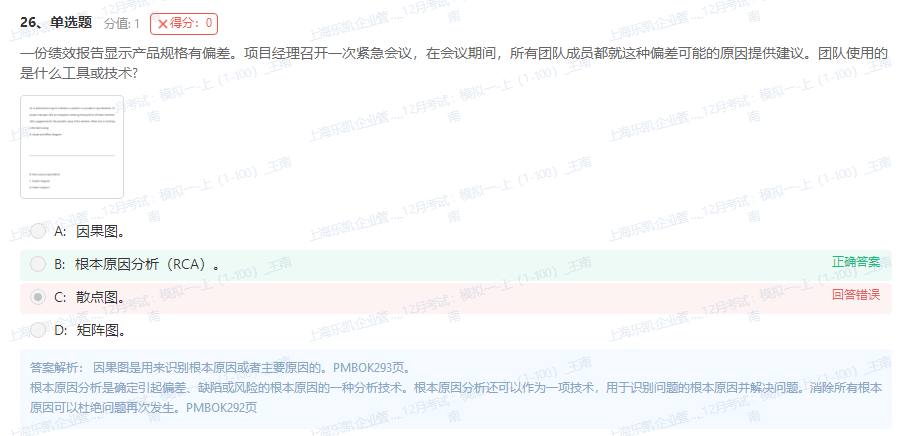 26、单选题 分值: 1 ×得分：0
一份绩效报告显示产品规格有偏差。项目经理召开一次紧急会议，在会议期间，所有团队成员都就这种偏差可能的原因提供建议。团队使用的
是什么工具或技术?
A: 因果图。
B: 根本原因分析（RCA）。 正确答案
C: 散点图。 回答错误
D: 矩阵图。
答案解析： 因果图是用来识别根本原因或者主要原因的。PMBOK293页。
根本原因分析是确定引起偏差、缺陷或风险的根本原因的一种分析技术。根本原因分析还可以作为一项技术，用于识别问题的根本原因并解决问题。消除所有根本
原因可以杜绝问题再次发生。PMBOK292页
上海乐凯企业管...12月考试：模拟一-上（1-100）_王南